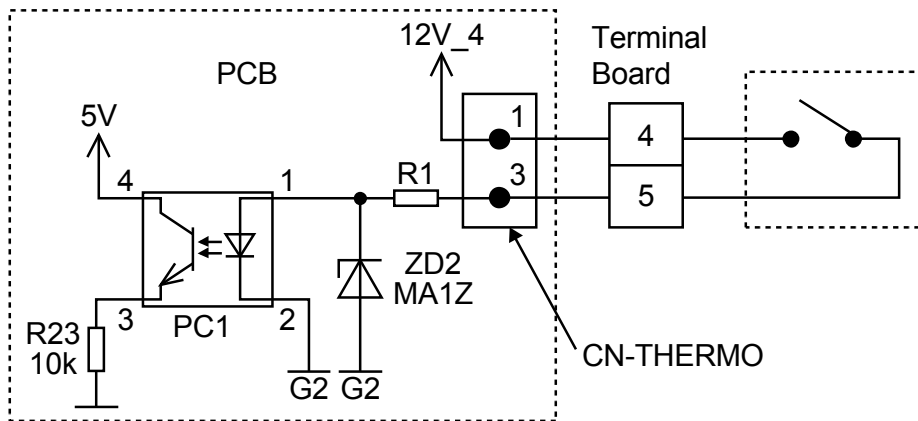 12V_4
Terminal
Board
PCB
5V
1
4
4
1
R1
3
5
ZD2
MA1Z
3
PC1
2
R23
10k
G2
G2
CN-THERMO